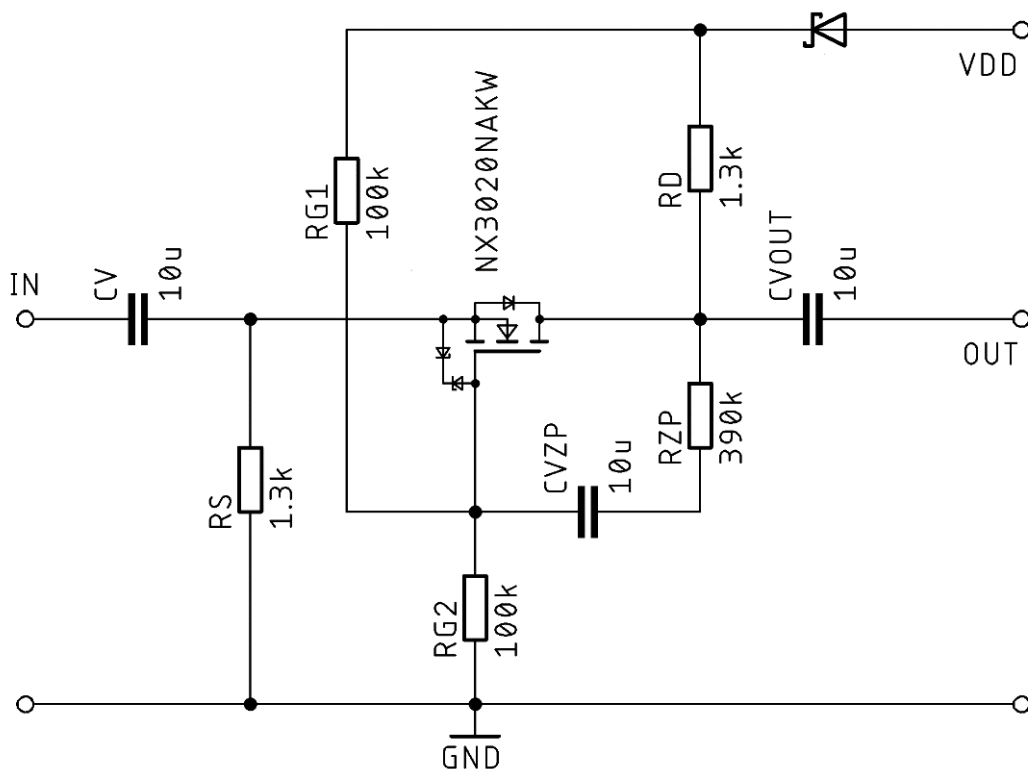 VDD
NX3020NAKW
RG1
100k
RD
1.3k
IN
CV
10u
CVOUT
10u
OUT
CVZP
10u
RZP
390k
RS
1.3k
RG2
100k
GND